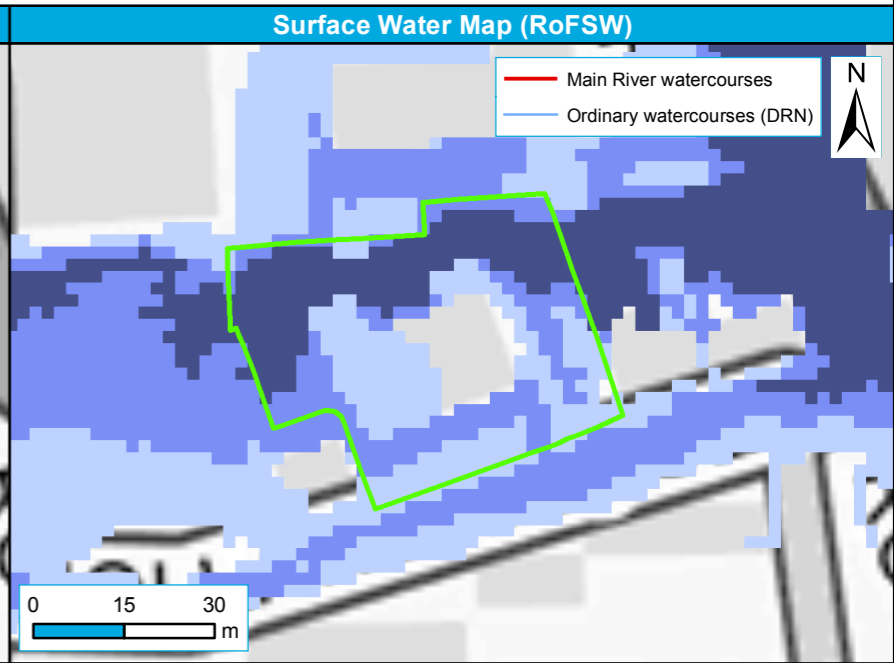 Surface Water Map (RoFSW)
Main River watercourses
Ordinary watercourses (DRN)
N
0 15 30
m